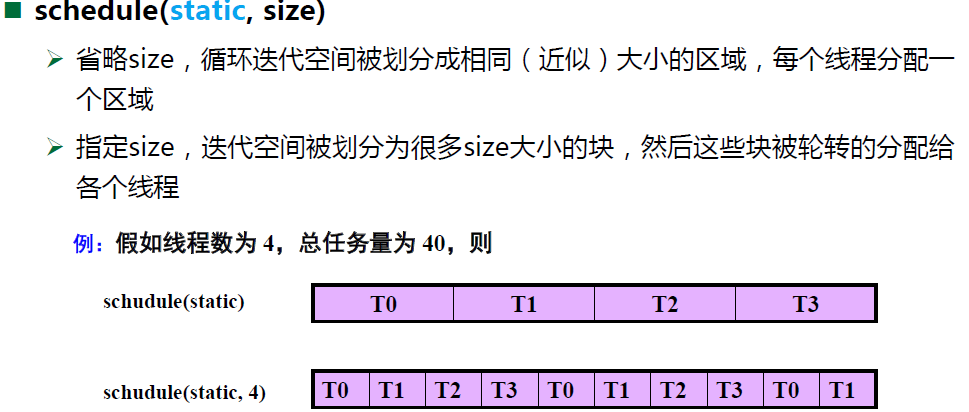 schedule(static, size)
省略size，循环迭代空间被划分成相同（近似）大小的区域，每个线程分配一
个区域
指定size，迭代空间被划分为很多size大小的块，然后这些块被轮转的分配给
各个线程
例：假如线程数为 4，总任务量为 40，则
schudule(static) T0 T1 T2 T3
schudule(static, 4) T0 T1 T2 T3 T0 T1 T2 T3 T0 T1